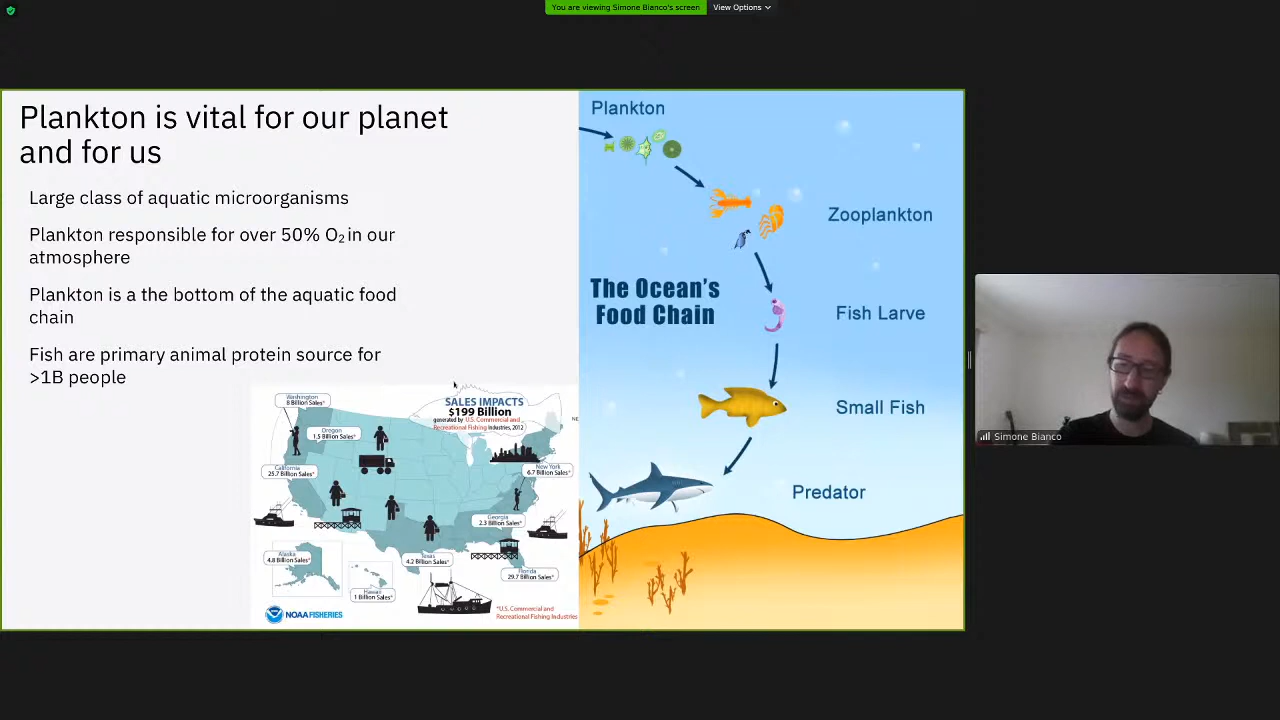 You are viewing Simone Bianco's screen
View Options
Plankton is vital for our planet
and for us
Large class of aquatic microorganisms
Plankton responsible for over 50% O₂ in our
atmosphere
Plankton is a the bottom of the aquatic food
chain
Fish are primary animal protein source for
>1B people
SALES IMPACTS
$199 Billion
generated by U.S. Commercial and
Recreational Fishing Industries, 2012
Washington
8 Billion Sales*
Oregon
1.5 Billion Sales*
California
25.7 Billion Sales*
NE
New York
6.7 Billion Sales*
Georgia
2.3 Billion Sales*
Alaska
4.8 Billion Sales*
Texas
4.2 Billion Sales*
Hawaii
1 Billion Sales*
Florida
29.7 Billion Sales*
NOAA FISHERIES
*U.S. Commercial and
Recreational Fishing Industries
Plankton
Zooplankton
The Ocean's
Food Chain
Fish Larve
Small Fish
Predator
Simone Bianco